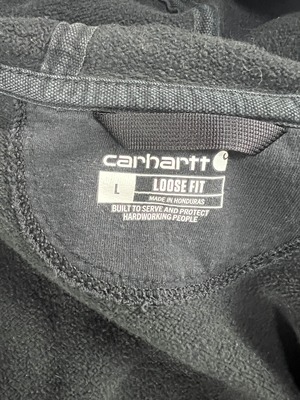 carhartt
L LOOSE FIT
MADE IN HONDURAS
BUILT TO SERVE AND PROTECT
HARDWORKING PEOPLE